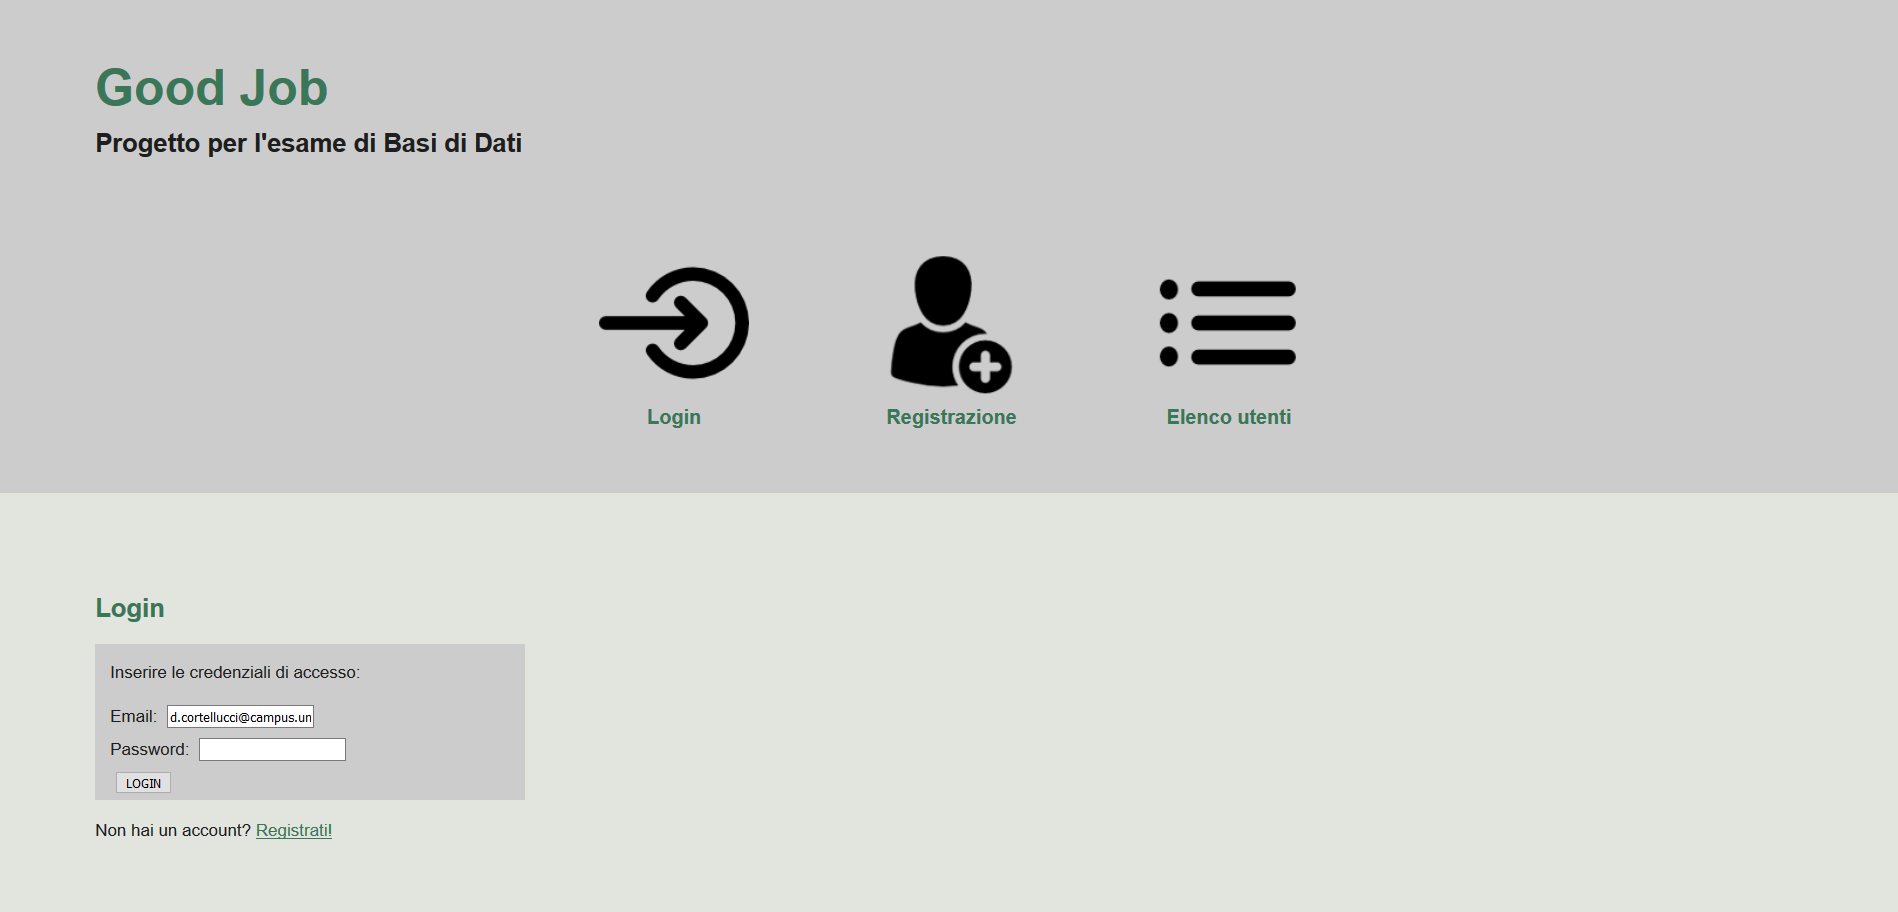 Good Job
Progetto per l'esame di Basi di Dati
Login Registrazione Elenco utenti
Login
Inserire le credenziali di accesso:
Email: d.cortellucci@campus.un
Password:
LOGIN
Non hai un account? Registrati!